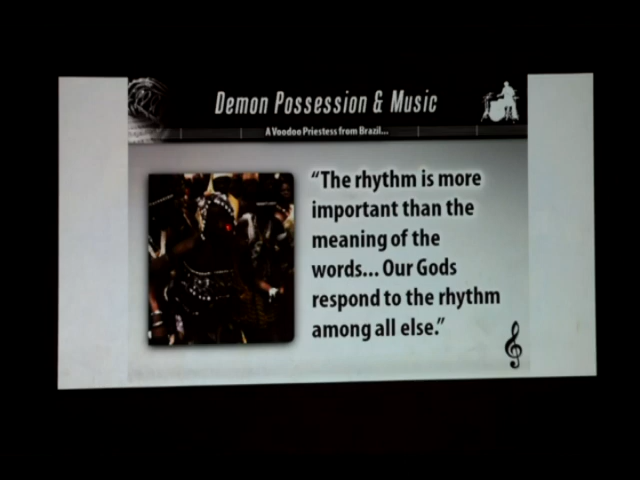 Demon Possession & Music
A Voodoo Priestess from Brazil...
“The rhythm is more
important than the
meaning of the
words... Our Gods
respond to the rhythm
among all else.”